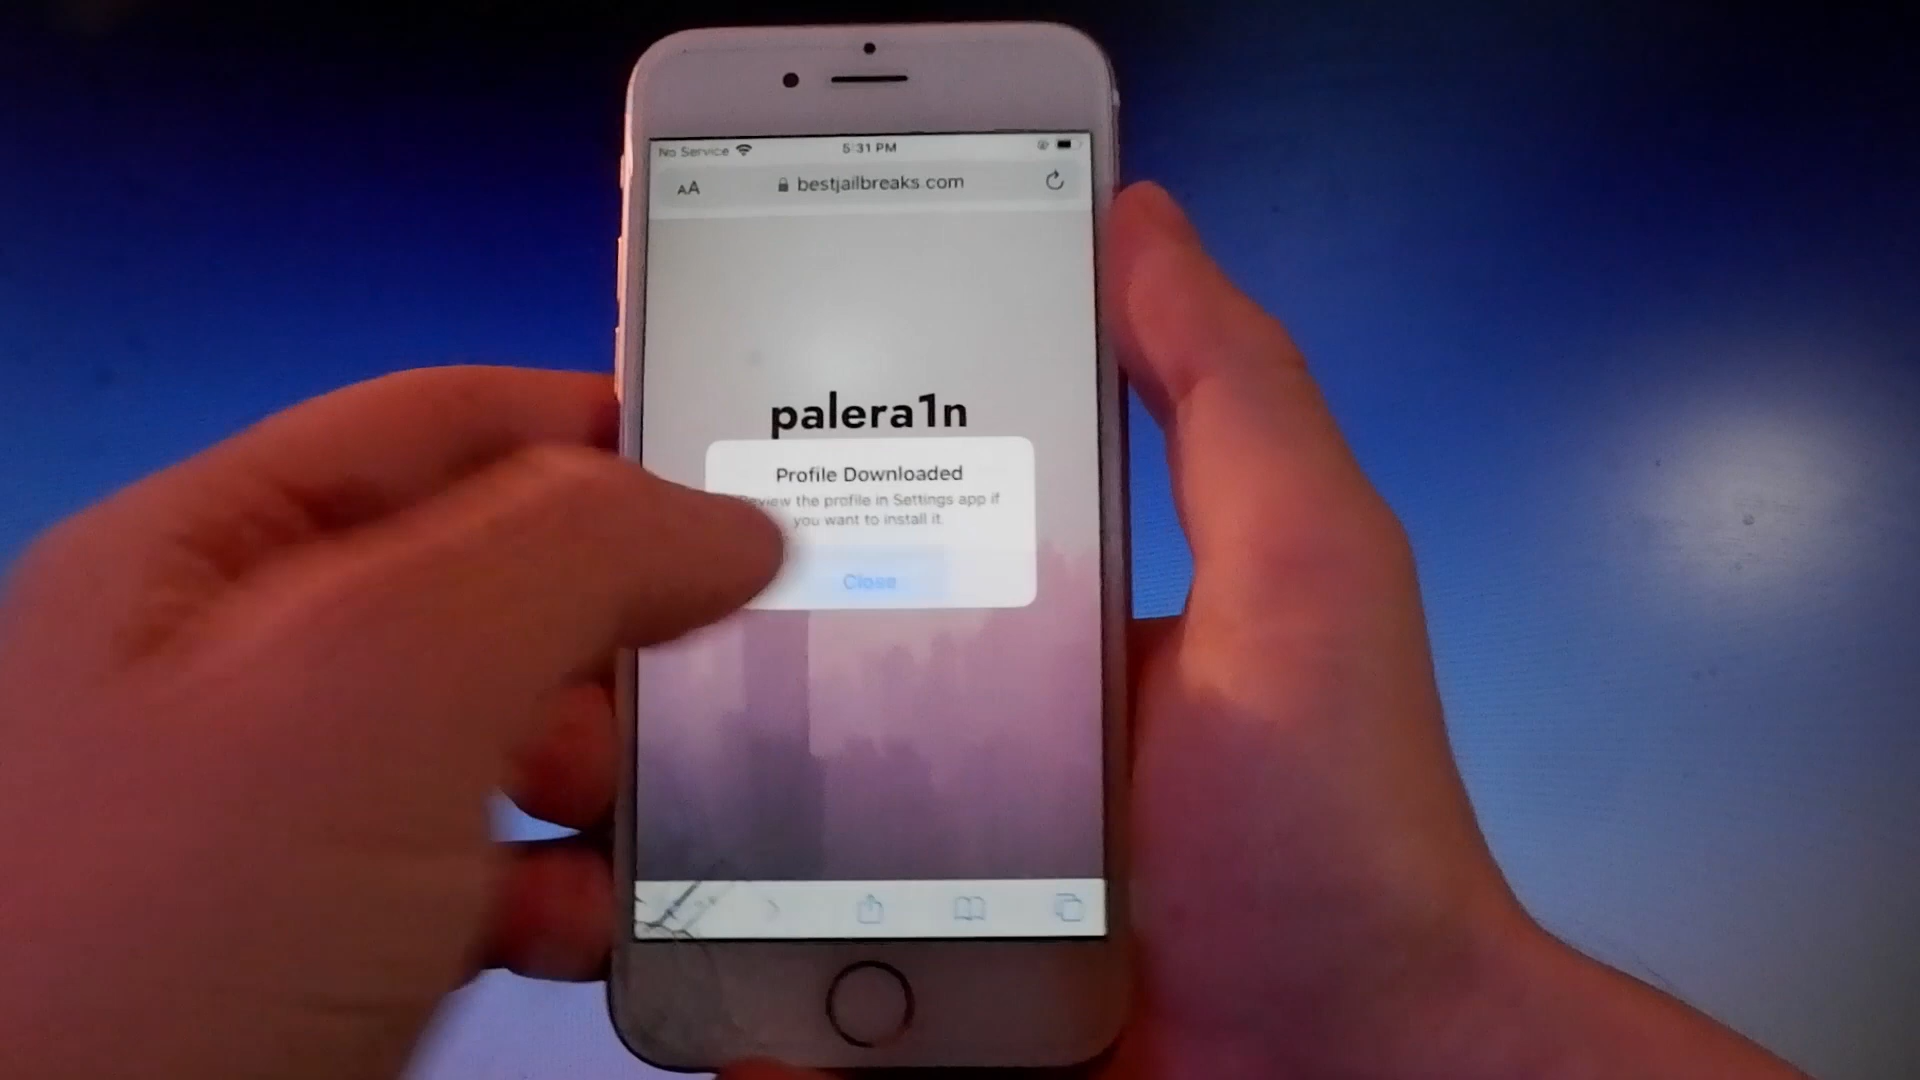 No Service 5:31 PM
AA bestjailbreaks.com
palera1n
Profile Downloaded
Review the profile in Settings app if
you want to install it.
Close